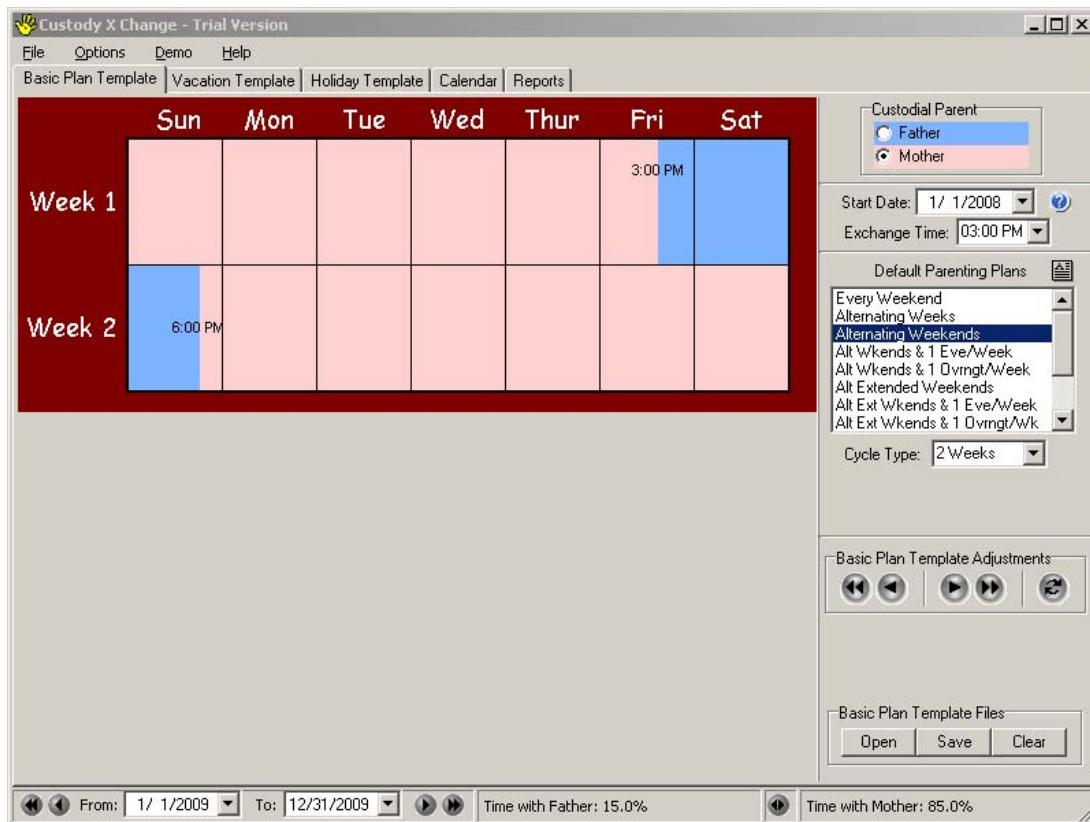 Custody X Change - Trial Version
File Options Demo Help
Basic Plan Template Vacation Template Holiday Template Calendar Reports
Sun Mon Tue Wed Thur Fri Sat
Week 1
3:00 PM
Week 2
6:00 PM
Custodial Parent
Father
Mother
Start Date: 1/ 1/2008
Exchange Time: 03:00 PM
Default Parenting Plans
Every Weekend
Alternating Weeks
Alternating Weekends
Alt Wkends & 1 Eve/Week
Alt Wkends & 1 Ovrngt/Week
Alt Extended Weekends
Alt Ext Wkends & 1 Eve/Week
Alt Ext Wkends & 1 Ovrngt/Wk
Cycle Type: 2 Weeks
Basic Plan Template Adjustments
Basic Plan Template Files
Open Save Clear
From: 1/ 1/2009 To: 12/31/2009 Time with Father: 15.0% Time with Mother: 85.0%